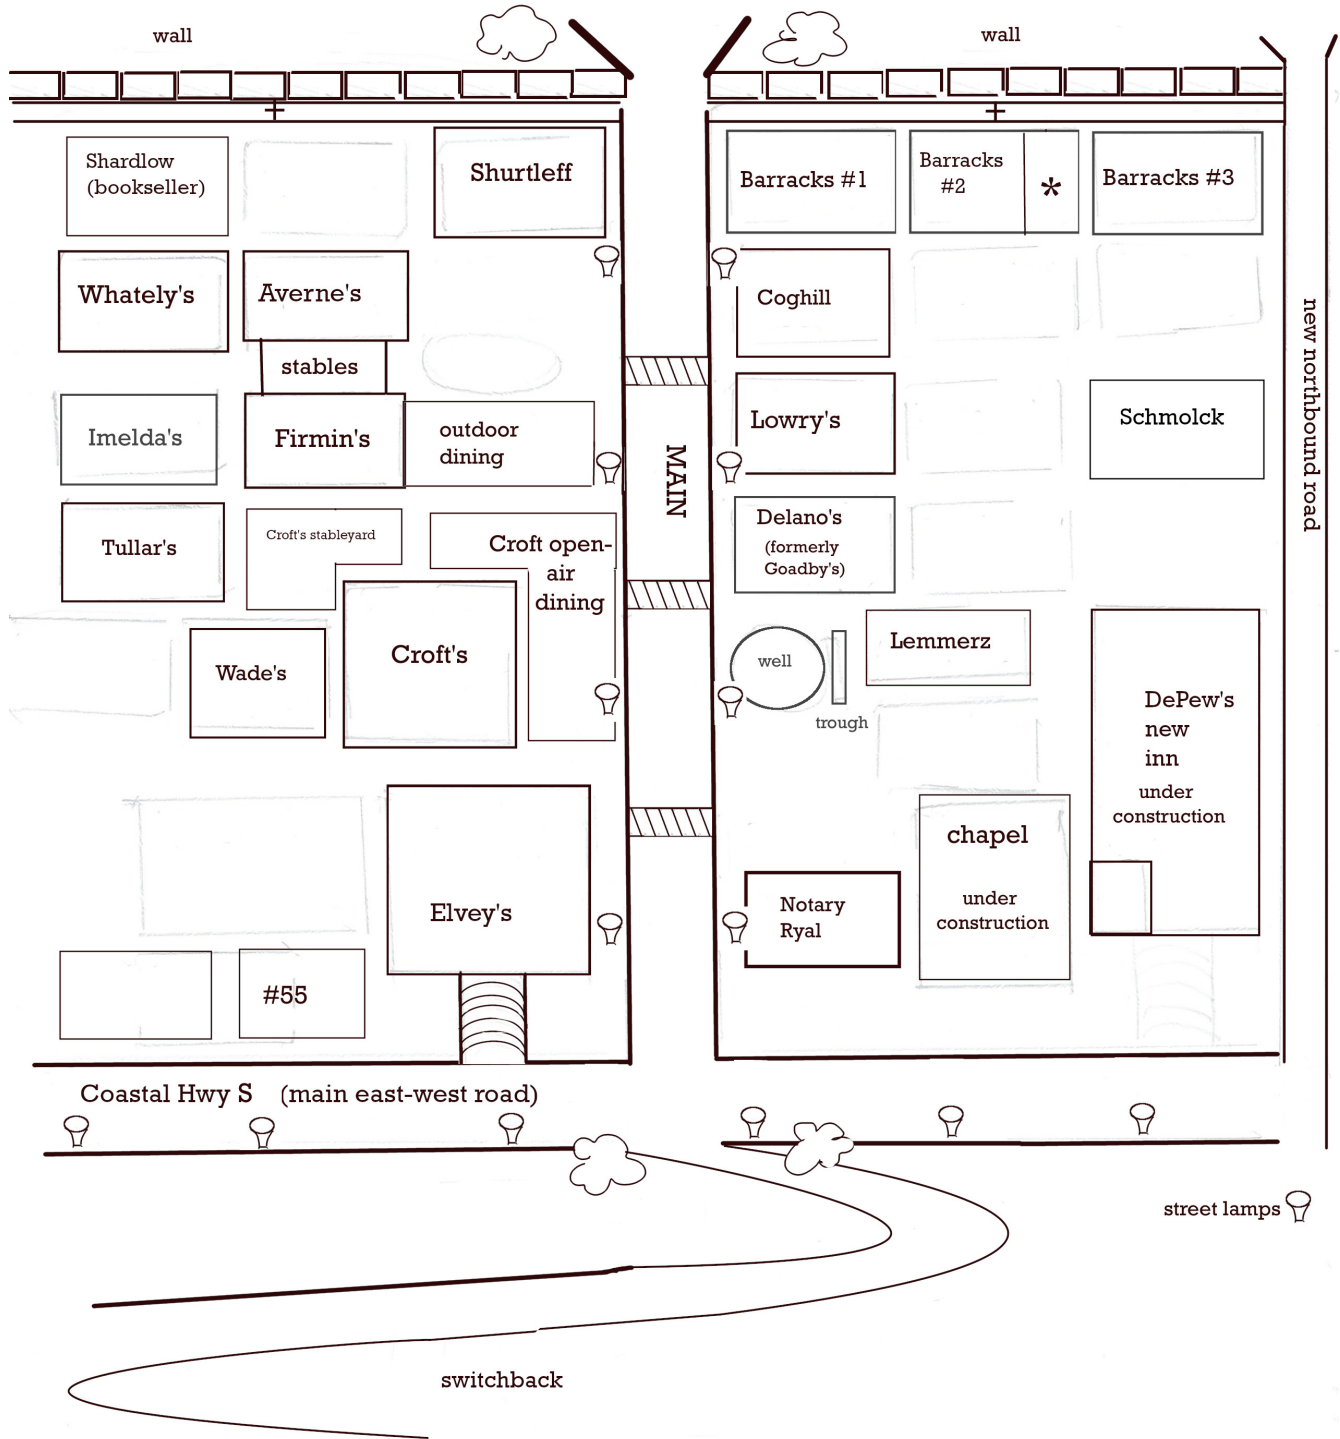 wall
wall
Shardlow
(bookseller)
Shurtleff
Barracks #1
Barracks
#2
*
Barracks #3
Whately's
Averne's
Coghill
stables
new northbound road
Imelda's
Firmin's
outdoor
dining
MAIN
Lowry's
Schmolck
Tullar's
Croft's stableyard
Croft open-
air
dining
Delano's
(formerly
Goadby's)
Wade's
Croft's
well
trough
Lemmerz
DePew's
new
inn
under
construction
chapel
under
construction
Elvey's
Notary
Ryal
#55
Coastal Hwy S (main east-west road)
street lamps
switchback